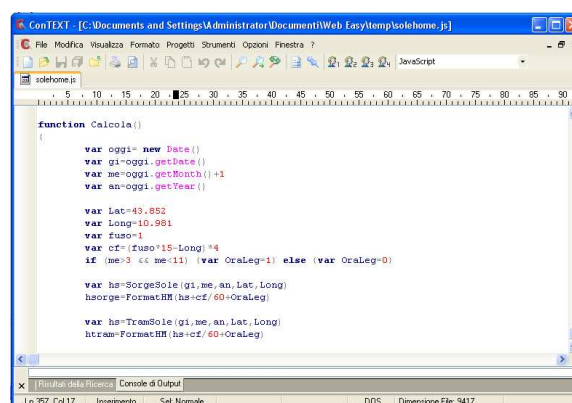 ConTEXT - [C:\Documents and Settings\Administrator\Documenti\Web Easy\temp\solehome.js]
File Modifica Visualizza Formato Progetti Strumenti Opzioni Finestra ?
JavaScript
solehome.js
5 10 15 20 25 30 35 40 45 50 55 60 65 70 75 80 85 90
function Calcola()
{
var oggi= new Date()
var gi=oggi.getDate()
var me=oggi.getMonth()+1
var an=oggi.getYear()
var Lat=43.852
var Long=10.981
var fuso=1
var cf=(fuso*15-Long)*4
if (me>3 && me<11) {var OraLeg=1} else {var OraLeg=0}
var hs=SorgeSole(gi,me,an,Lat,Long)
hsorge=FormatHM(hs+cf/60+OraLeg)
var hs=TramSole(gi,me,an,Lat,Long)
htram=FormatHM(hs+cf/60+OraLeg)
Risultati della Ricerca Console di Output
Ln 357, Col 17 Inserimento Sel: Normale DOS Dimensione File: 9417